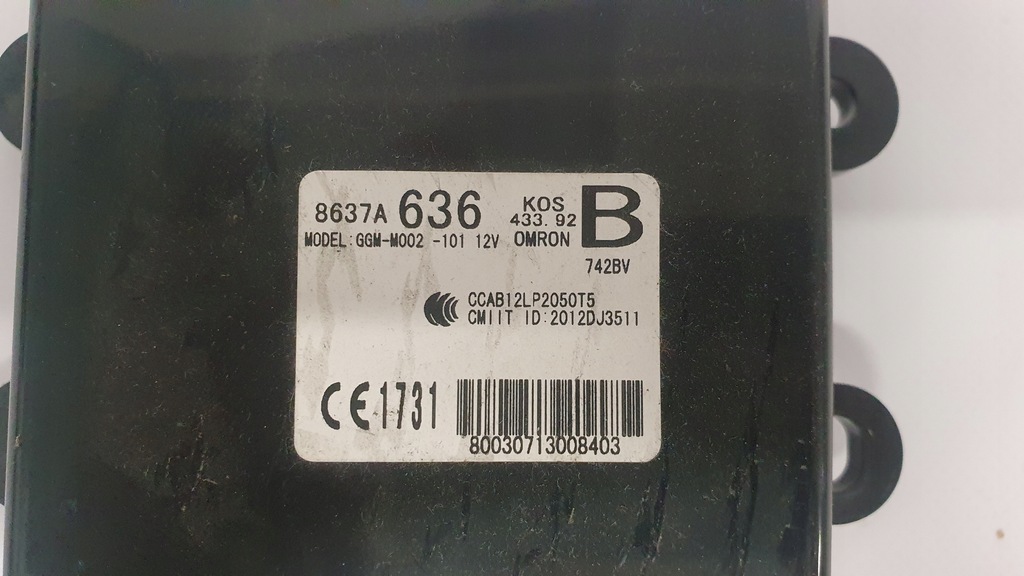 8637A 636 KOS 433.92 B
MODEL:GGM-M002 -101 12V OMRON
742BV
CCAB12LP2050T5
CMIIT ID:2012DJ3511
CE1731
80030713008403